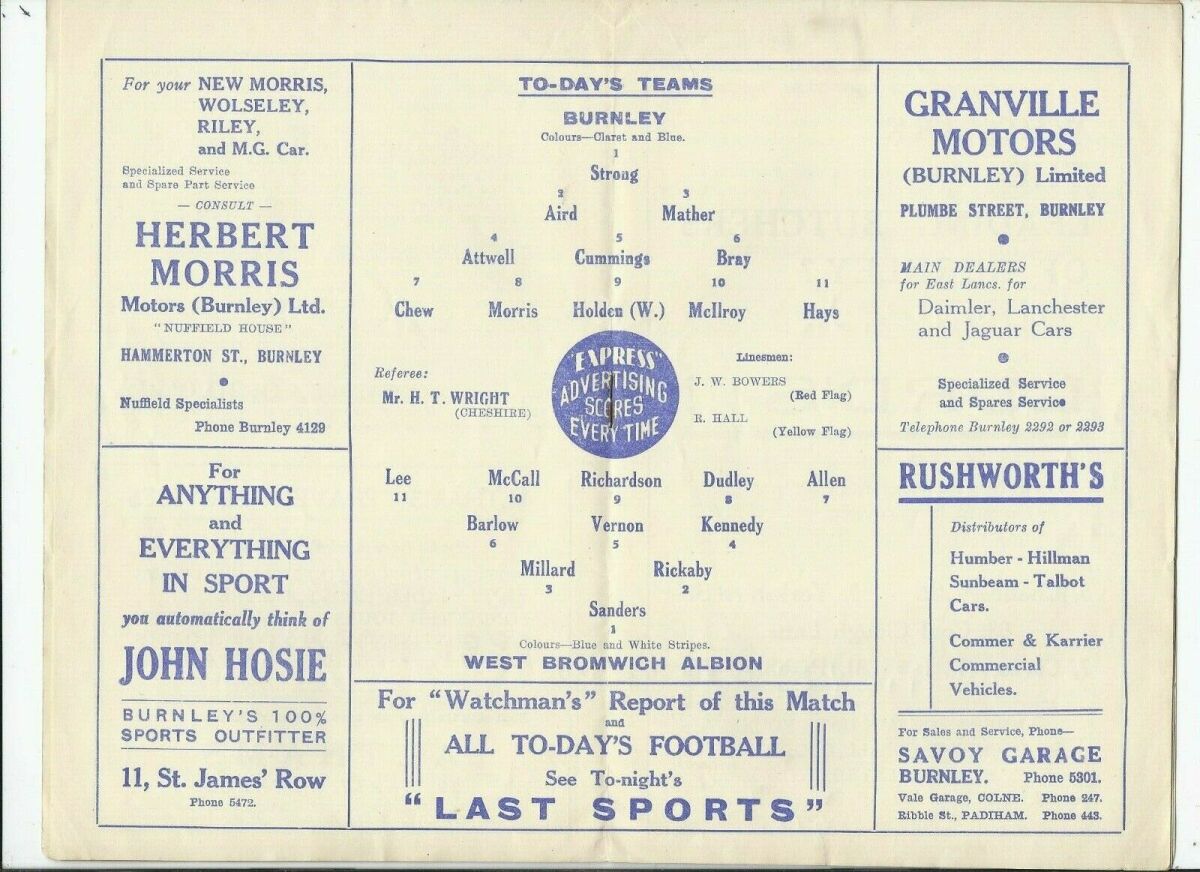 For your NEW MORRIS,
WOLSELEY,
RILEY,
and M.G. Car.
Specialized Service
and Spare Part Service
— CONSULT —
HERBERT
MORRIS
Motors (Burnley) Ltd.
"NUFFIELD HOUSE"
HAMMERTON ST., BURNLEY
Nuffield Specialists
Phone Burnley 4129
For
ANYTHING
and
EVERYTHING
IN SPORT
you automatically think of
JOHN HOSIE
BURNLEY'S 100%
SPORTS OUTFITTER
11, St. James' Row
Phone 5472.
TO-DAY'S TEAMS
BURNLEY
Colours—Claret and Blue.
1
Strong
2 3
Aird Mather
4 5 6
Attwell Cummings Bray
7 8 9 10 11
Chew Morris Holden (W.) McIlroy Hays
Referee:
Mr. H. T. WRIGHT
(CHESHIRE)
"EXPRESS"
ADVERTISING
SCORES
EVERY TIME
Linesmen:
J. W. BOWERS
(Red Flag)
R. HALL
(Yellow Flag)
Lee McCall Richardson Dudley Allen
11 10 9 8 7
Barlow Vernon Kennedy
6 5 4
Millard Rickaby
3 2
Sanders
1
Colours—Blue and White Stripes.
WEST BROMWICH ALBION
For "Watchman's" Report of this Match
and
ALL TO-DAY'S FOOTBALL
See To-night's
"LAST SPORTS"
GRANVILLE
MOTORS
(BURNLEY) Limited
PLUMBE STREET, BURNLEY
MAIN DEALERS
for East Lancs. for
Daimler, Lanchester
and Jaguar Cars
Specialized Service
and Spares Service
Telephone Burnley 2292 or 2293
RUSHWORTH'S
Distributors of
Humber - Hillman
Sunbeam - Talbot
Cars.
Commer & Karrier
Commercial
Vehicles.
For Sales and Service, Phone—
SAVOY GARAGE
BURNLEY. Phone 5301.
Vale Garage, COLNE. Phone 247.
Ribble St., PADIHAM. Phone 443.